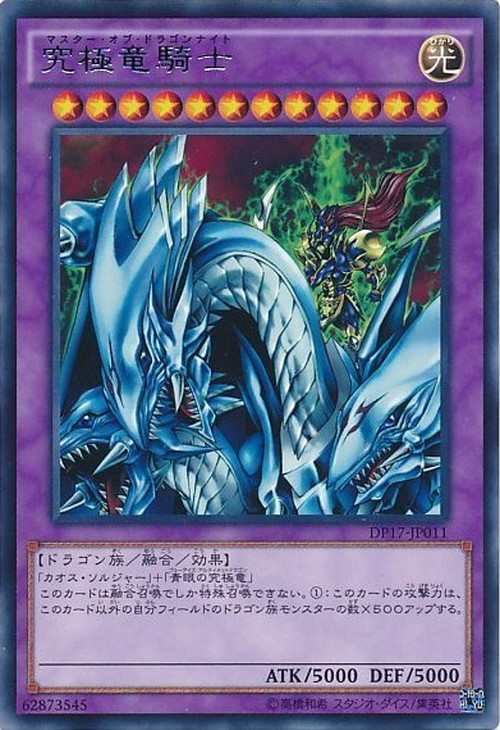 マスター・オブ・ドラゴンナイト
究極竜騎士
ひかり
光
DP17-JP011
【ドラゴン族／融合／効果】
「カオス・ソルジャー」＋「青眼の究極竜」
このカードは融合召喚でしか特殊召喚できない。①：このカードの攻撃力は、
このカード以外の自分フィールドのドラゴン族モンスターの数×５００アップする。
ATK/5000 DEF/5000
62873545
©高橋和希 スタジオ・ダイス/集英社